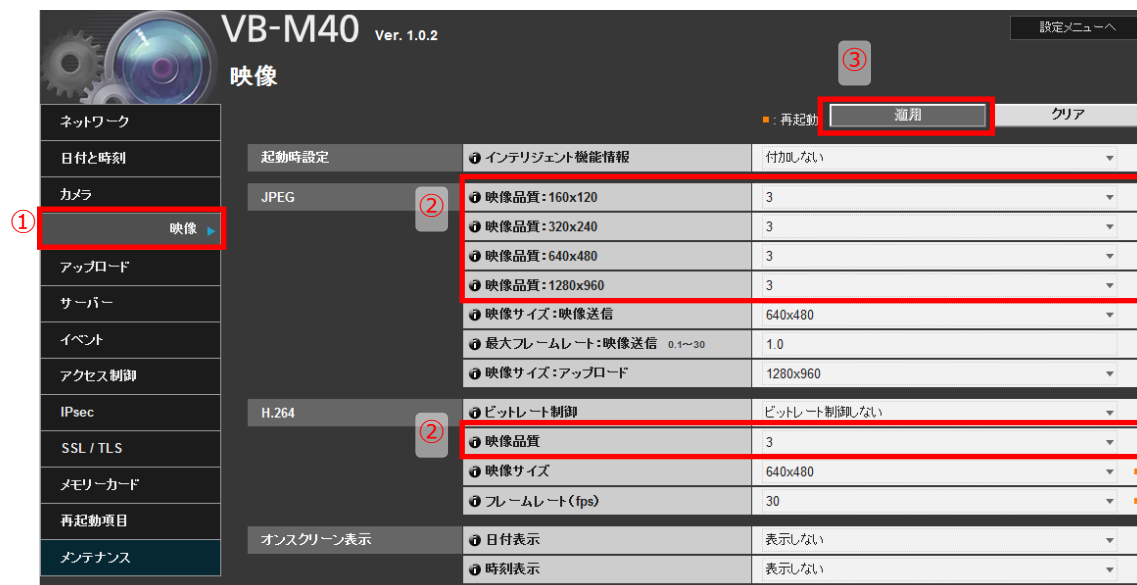 VB-M40 Ver. 1.0.2
設定メニューへ
映像
③
■: 再起動
適用
クリア
ネットワーク
日付と時刻
カメラ
①
映像
アップロード
サーバー
イベント
アクセス制御
IPsec
SSL / TLS
メモリーカード
再起動項目
メンテナンス
起動時設定 インテリジェント機能情報 付加しない
JPEG ② 映像品質:160x120 3
映像品質:320x240 3
映像品質:640x480 3
映像品質:1280x960 3
映像サイズ:映像送信 640x480
最大フレームレート:映像送信 0.1～30 1.0
映像サイズ:アップロード 1280x960
H.264 ビットレート制御 ビットレート制御しない
② 映像品質 3
映像サイズ 640x480
フレームレート(fps) 30
オンスクリーン表示 日付表示 表示しない
時刻表示 表示しない